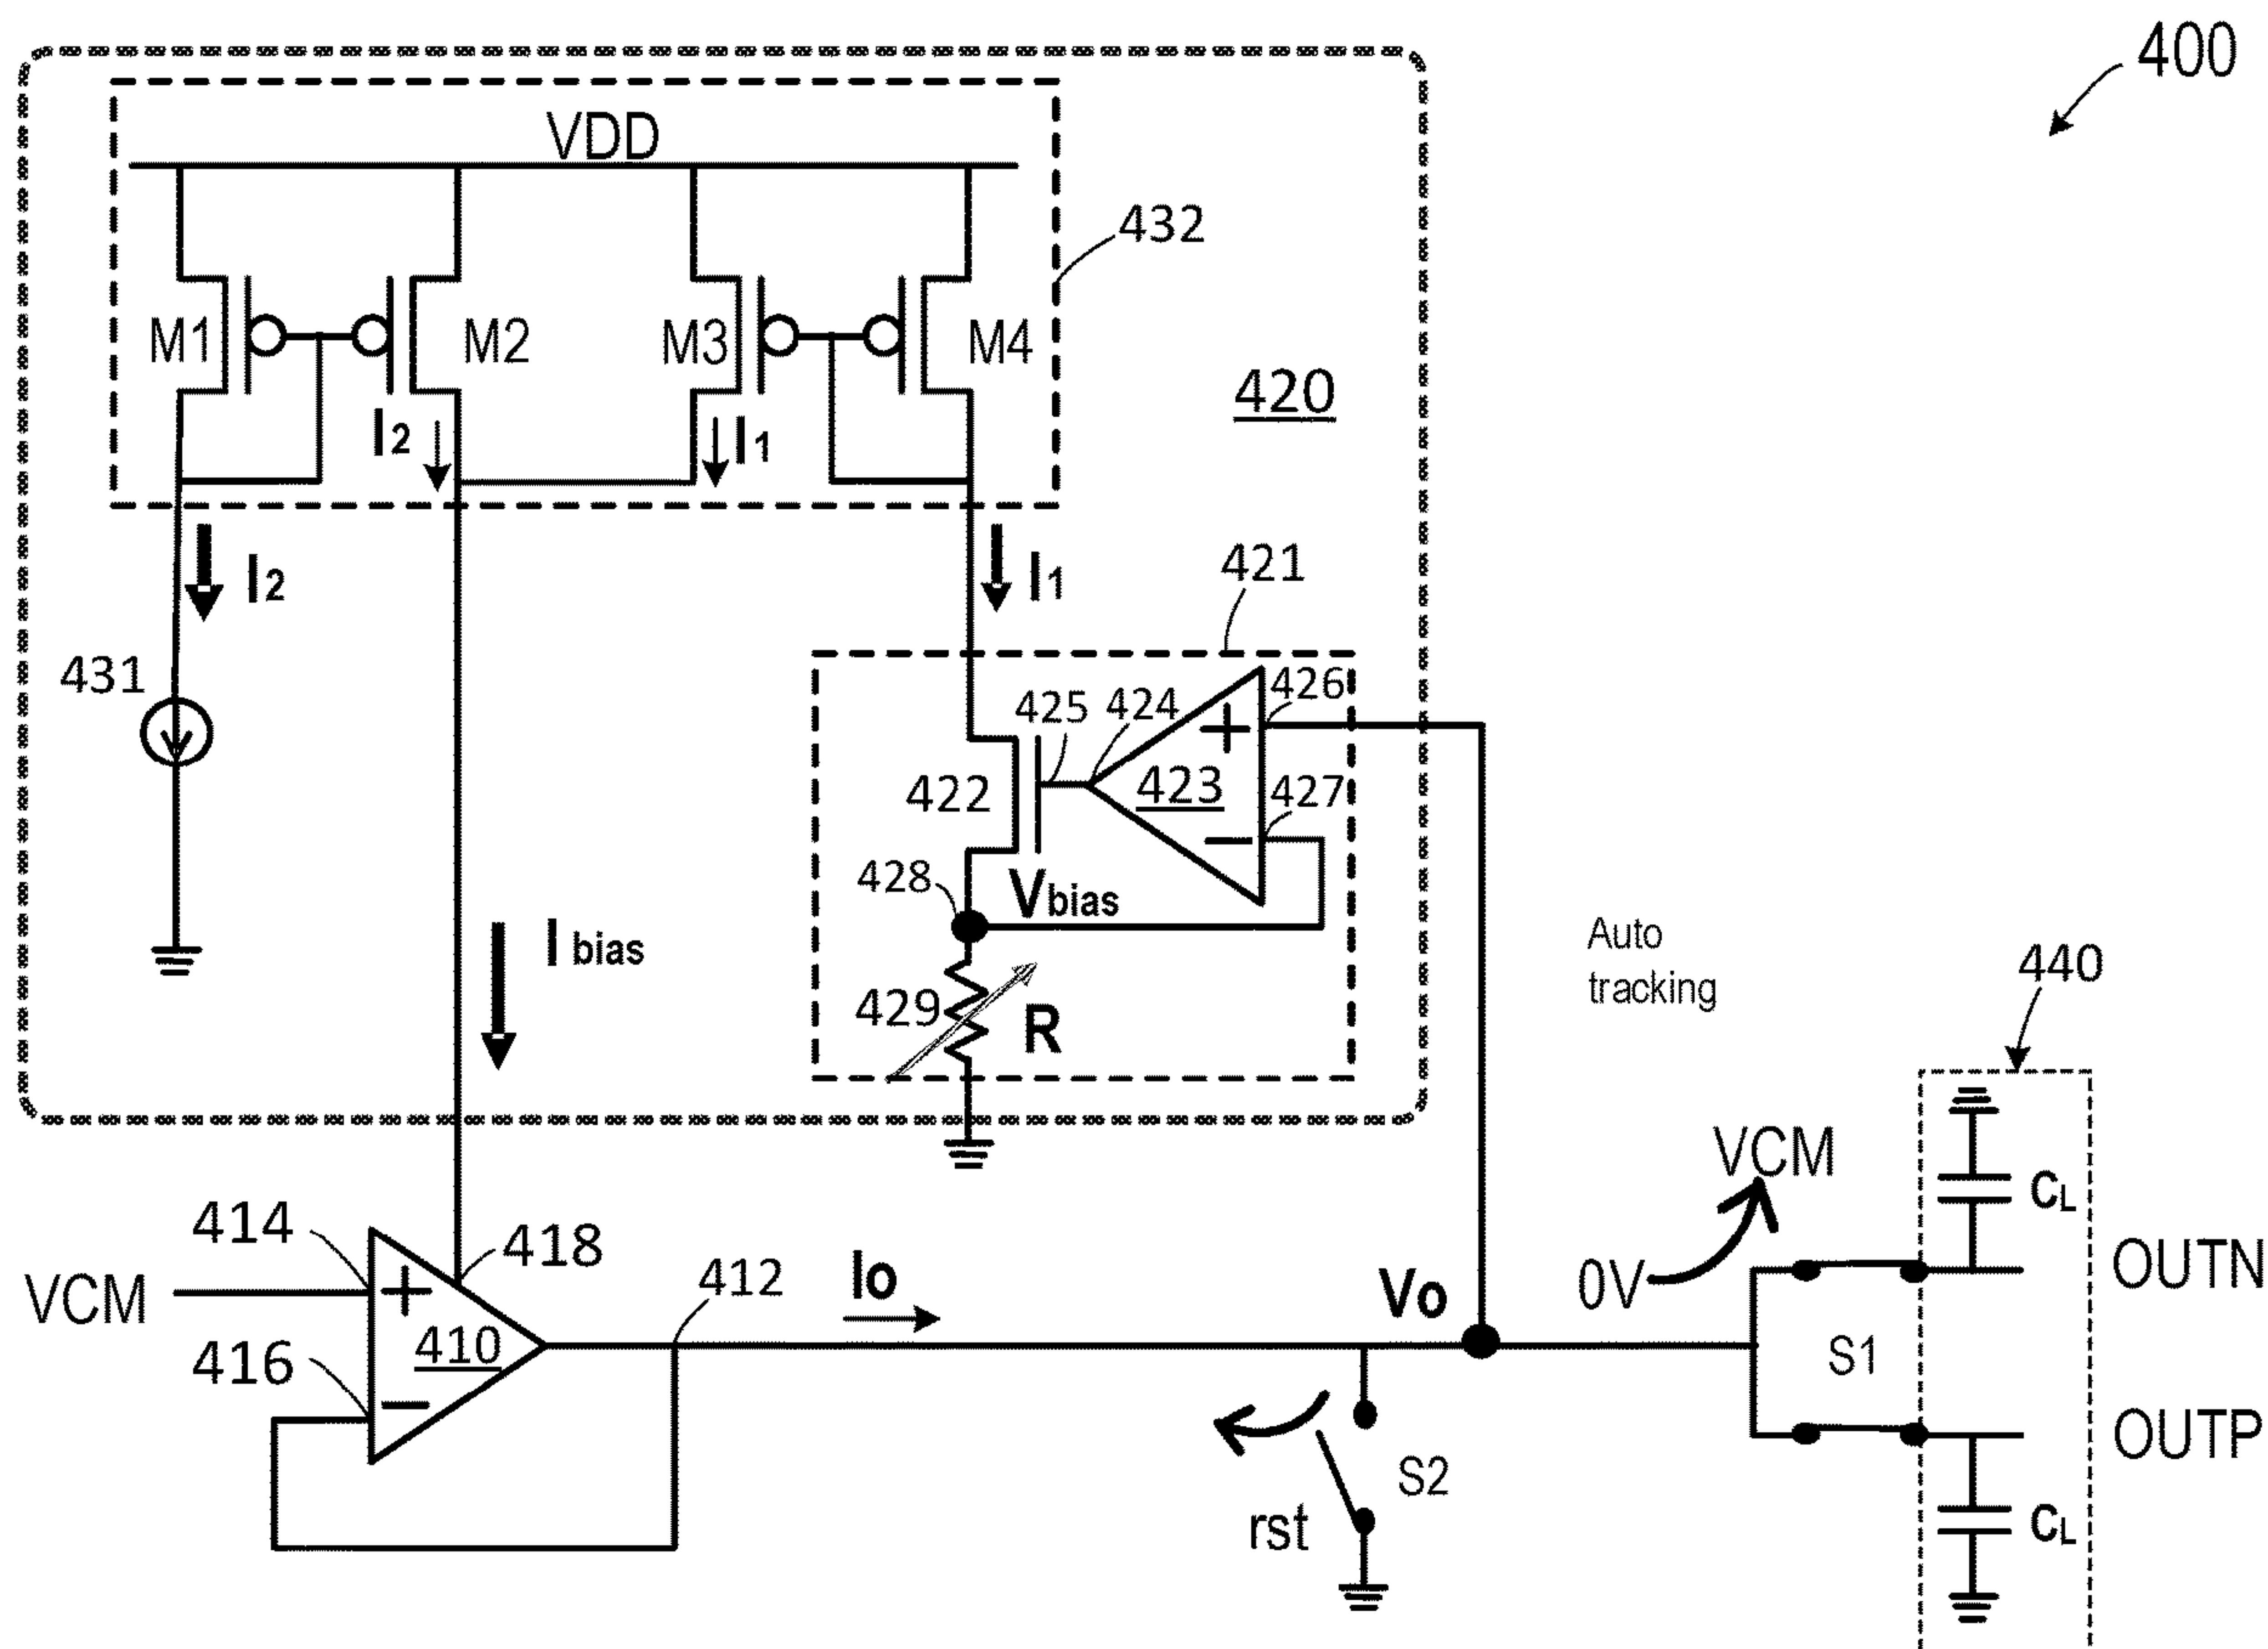 400
VDD
432
M1
M2
M3
M4
420
I2
I1
I2
I1
421
431
425
424
426
+
422
423
427
−
428
Vbias
I bias
429
R
Auto
tracking
440
VCM
CL
414
418
412
Io
Vo
0V
OUTN
VCM
+
410
416
−
S1
OUTP
S2
rst
CL